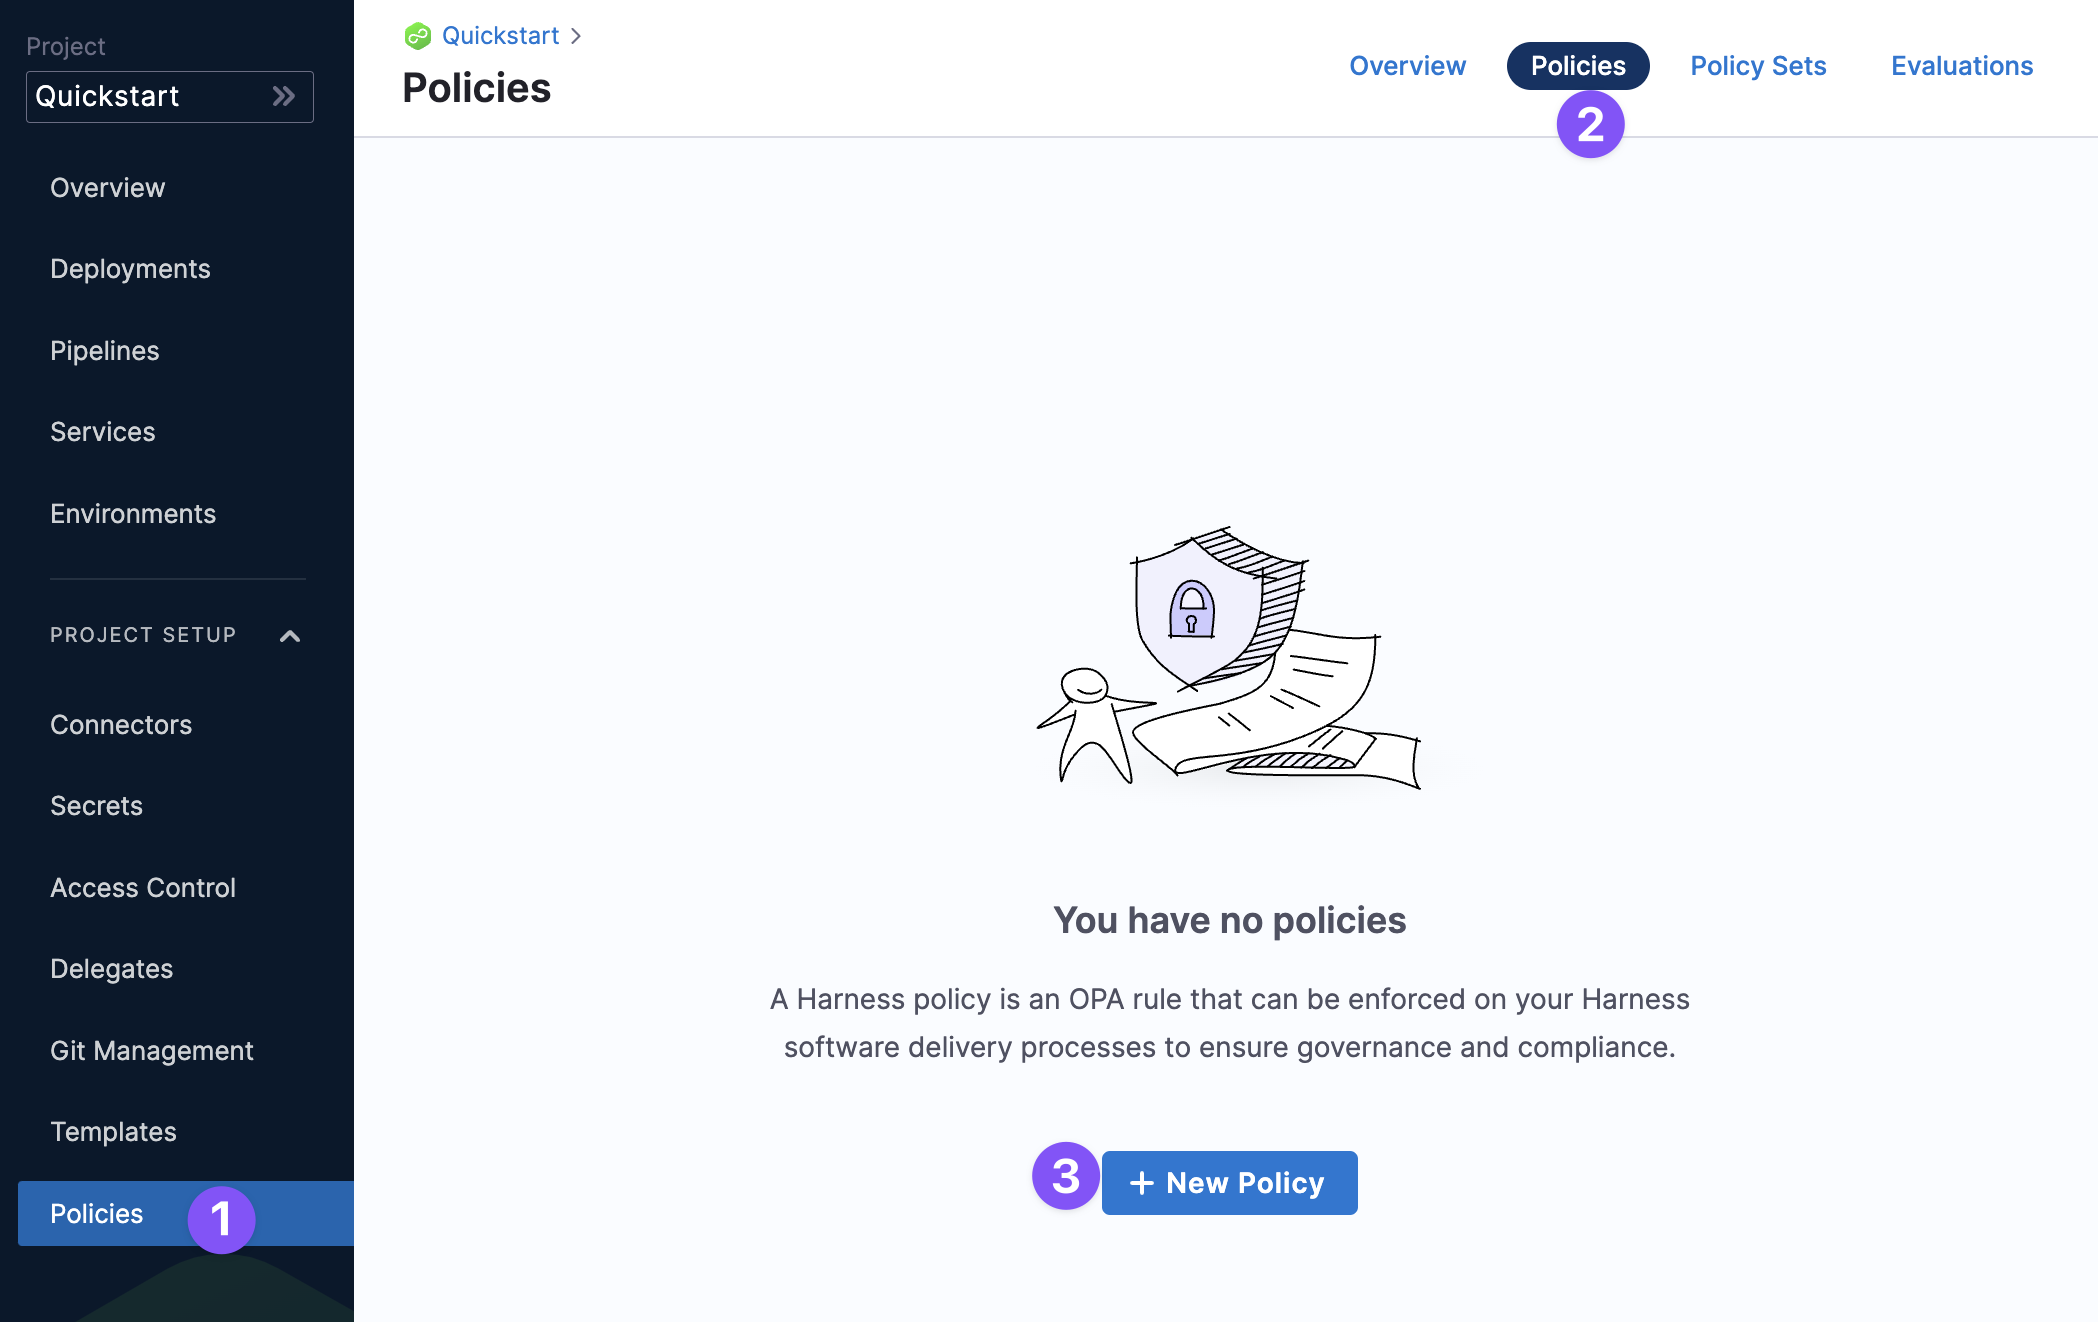 Project
Quickstart
Overview
Deployments
Pipelines
Services
Environments
PROJECT SETUP
Connectors
Secrets
Access Control
Delegates
Git Management
Templates
Policies
1
Quickstart
Policies
Overview
Policies
Policy Sets
Evaluations
2
You have no policies
A Harness policy is an OPA rule that can be enforced on your Harness
software delivery processes to ensure governance and compliance.
3
+ New Policy